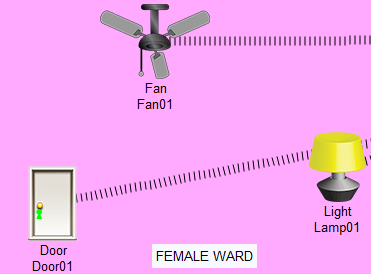 Fan
Fan01
Light
Lamp01
Door
Door01
FEMALE WARD